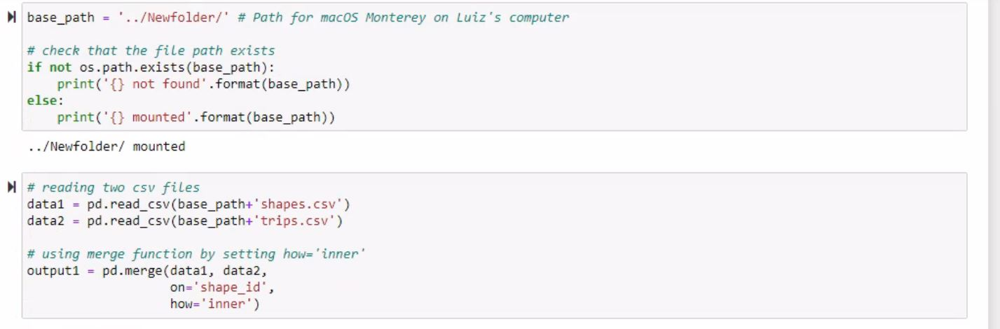 base_path = '../Newfolder/' # Path for macOS Monterey on Luiz's computer
# check that the file path exists
if not os.path.exists(base_path):
    print('{} not found'.format(base_path))
else:
    print('{} mounted'.format(base_path))
../Newfolder/ mounted
# reading two csv files
data1 = pd.read_csv(base_path+'shapes.csv')
data2 = pd.read_csv(base_path+'trips.csv')
# using merge function by setting how='inner'
output1 = pd.merge(data1, data2,
                   on='shape_id',
                   how='inner')